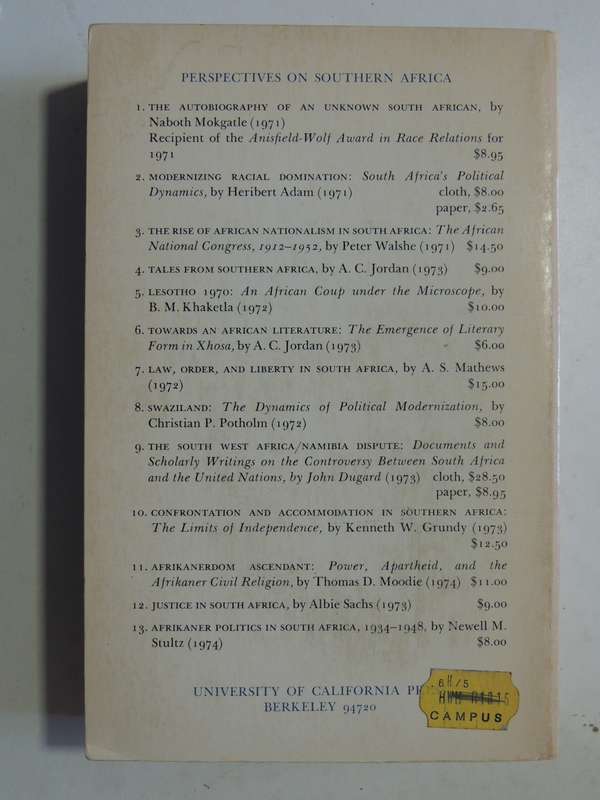 PERSPECTIVES ON SOUTHERN AFRICA
1. THE AUTOBIOGRAPHY OF AN UNKNOWN SOUTH AFRICAN, by
Naboth Mokgatle (1971)
Recipient of the Anisfield-Wolf Award in Race Relations for
1971 $8.95
2. MODERNIZING RACIAL DOMINATION: South Africa's Political
Dynamics, by Heribert Adam (1971) cloth, $8.00
paper, $2.65
3. THE RISE OF AFRICAN NATIONALISM IN SOUTH AFRICA: The African
National Congress, 1912–1952, by Peter Walshe (1971) $14.50
4. TALES FROM SOUTHERN AFRICA, by A. C. Jordan (1973) $9.00
5. LESOTHO 1970: An African Coup under the Microscope, by
B. M. Khaketla (1972) $10.00
6. TOWARDS AN AFRICAN LITERATURE: The Emergence of Literary
Form in Xhosa, by A. C. Jordan (1973) $6.00
7. LAW, ORDER, AND LIBERTY IN SOUTH AFRICA, by A. S. Mathews
(1972) $15.00
8. SWAZILAND: The Dynamics of Political Modernization, by
Christian P. Potholm (1972) $8.00
9. THE SOUTH WEST AFRICA/NAMIBIA DISPUTE: Documents and
Scholarly Writings on the Controversy Between South Africa
and the United Nations, by John Dugard (1973) cloth, $28.50
paper, $8.95
10. CONFRONTATION AND ACCOMMODATION IN SOUTHERN AFRICA:
The Limits of Independence, by Kenneth W. Grundy (1973)
$12.50
11. AFRIKANERDOM ASCENDANT: Power, Apartheid, and the
Afrikaner Civil Religion, by Thomas D. Moodie (1974) $11.00
12. JUSTICE IN SOUTH AFRICA, by Albie Sachs (1973) $9.00
13. AFRIKANER POLITICS IN SOUTH AFRICA, 1934–1948, by Newell M.
Stultz (1974) $8.00
UNIVERSITY OF CALIFORNIA
BERKELEY 94720
CAMPUS